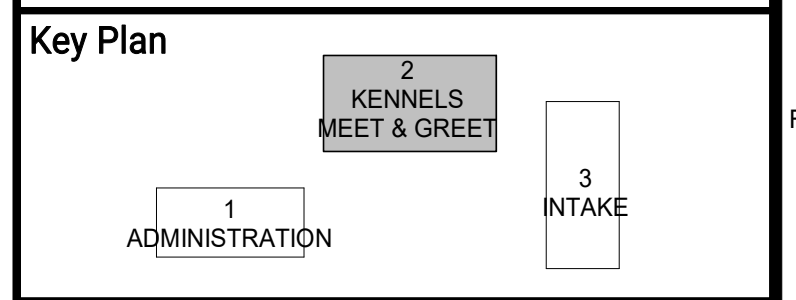 Key Plan
2
KENNELS
MEET & GREET
3
INTAKE
1
ADMINISTRATION